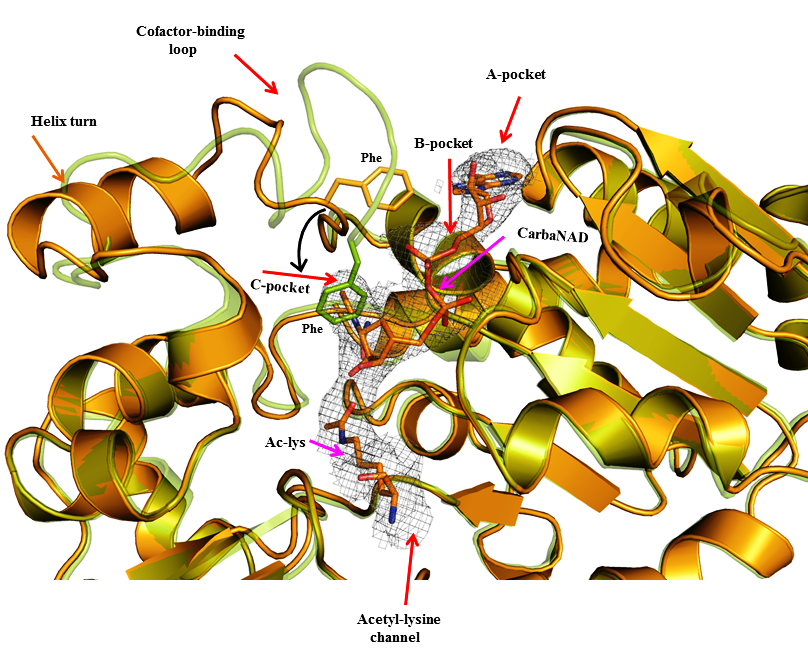 Cofactor-binding
loop
A-pocket
Helix turn
B-pocket
Phe
CarbaNAD
C-pocket
Phe
Ac-lys
Acetyl-lysine
channel